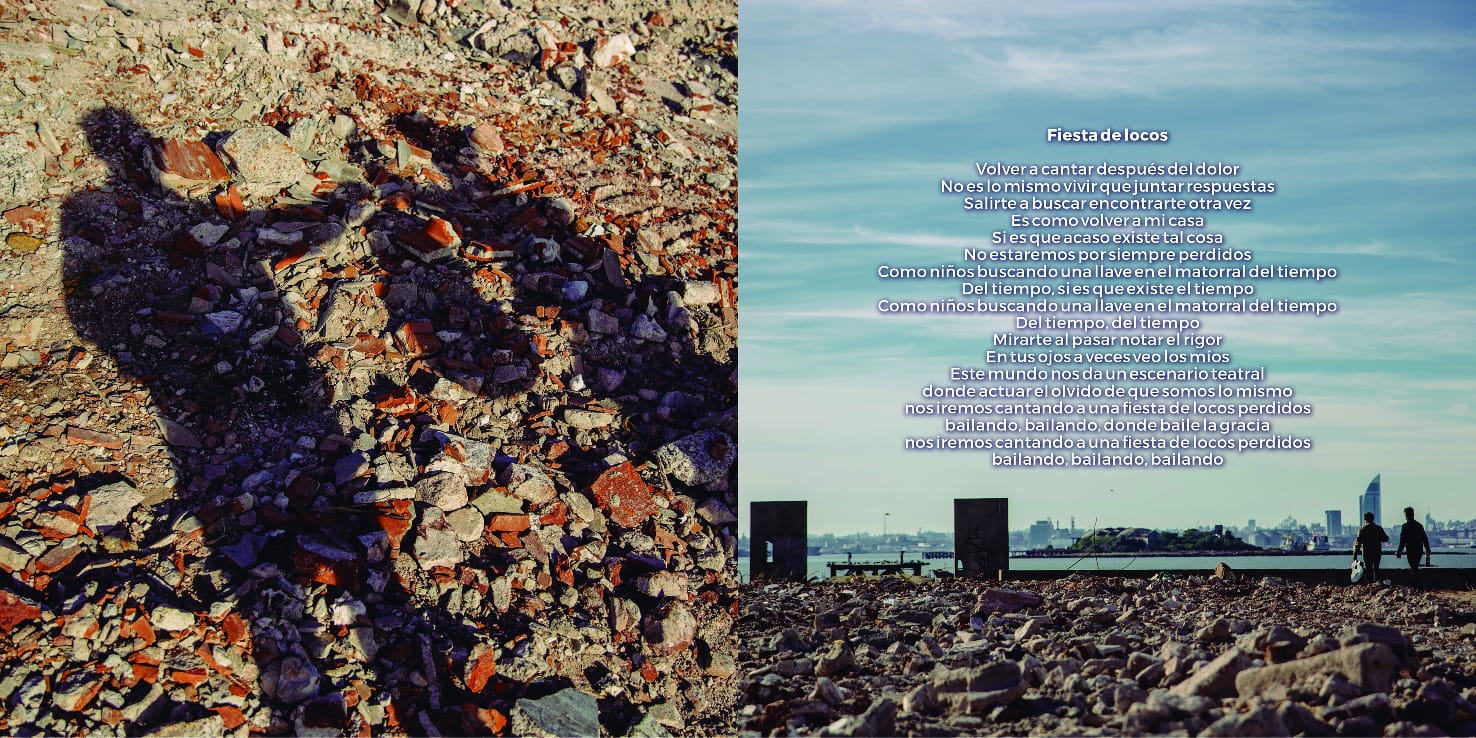 Fiesta de locos
Volver a cantar después del dolor
No es lo mismo vivir que juntar respuestas
Salirte a buscar encontrarte otra vez
Es como volver a mi casa
Si es que acaso existe tal cosa
No estaremos por siempre perdidos
Como niños buscando una llave en el matorral del tiempo
Del tiempo, si es que existe el tiempo
Como niños buscando una llave en el matorral del tiempo
Del tiempo, del tiempo
Mirarte al pasar notar el rigor
En tus ojos a veces veo los míos
Este mundo nos da un escenario teatral
donde actuar el olvido de que somos lo mismo
nos iremos cantando a una fiesta de locos perdidos
bailando, bailando, donde baile la gracia
nos iremos cantando a una fiesta de locos perdidos
bailando, bailando, bailando